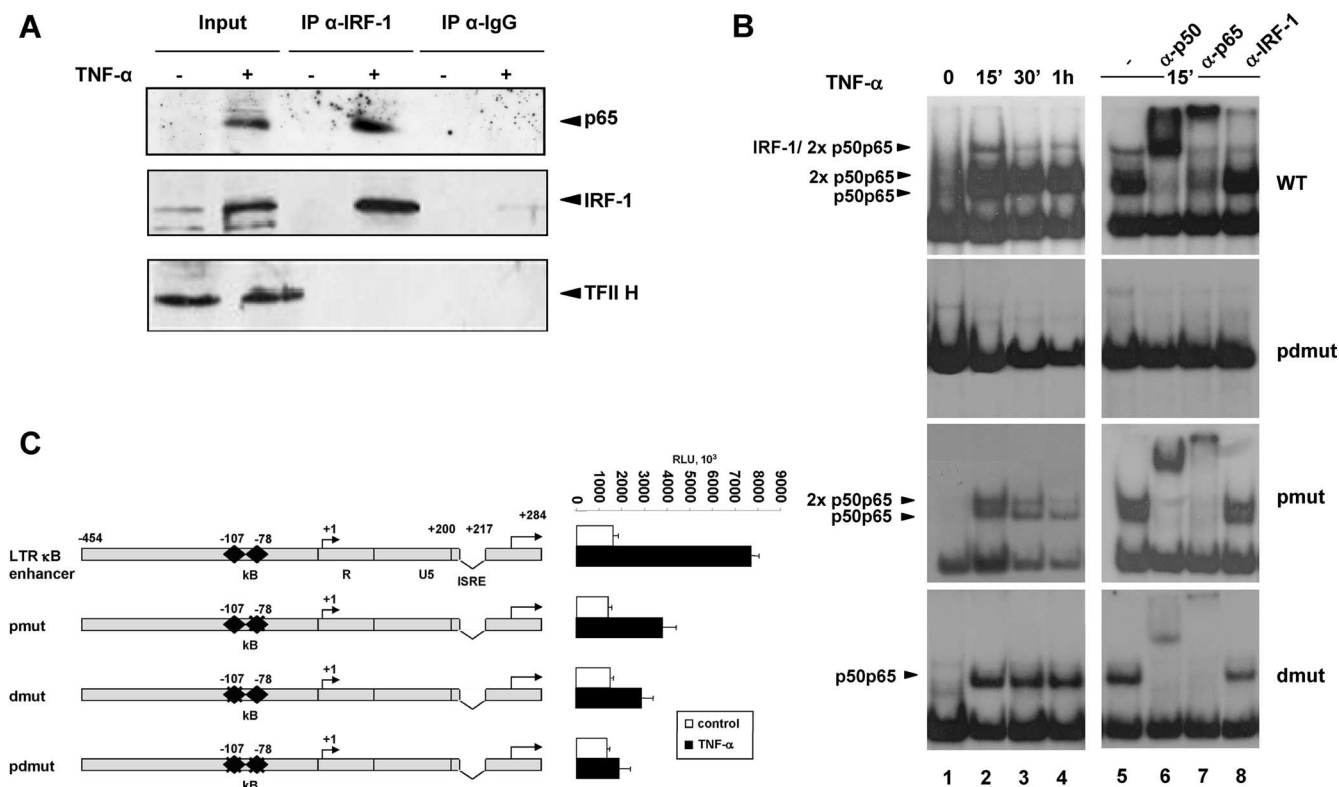 A
Input IP α-IRF-1 IP α-IgG
TNF-α - + - + - +
p65
IRF-1
TFII H
B
α-p50 α-p65 α-IRF-1
TNF-α 0 15' 30' 1h - 15'
IRF-1/ 2x p50p65
2x p50p65
p50p65
WT
pdmut
2x p50p65
p50p65
pmut
p50p65
dmut
1 2 3 4 5 6 7 8
C
RLU, 10³
0 1000 2000 3000 4000 5000 6000 7000 8000 9000
-454 -107 -78 +1 +200 +217 +284
LTR κB
enhancer
kB R U5 ISRE
-107 -78 +1
pmut
kB
-107 -78 +1
dmut
kB
-107 -78 +1
pdmut
kB
control
TNF-α